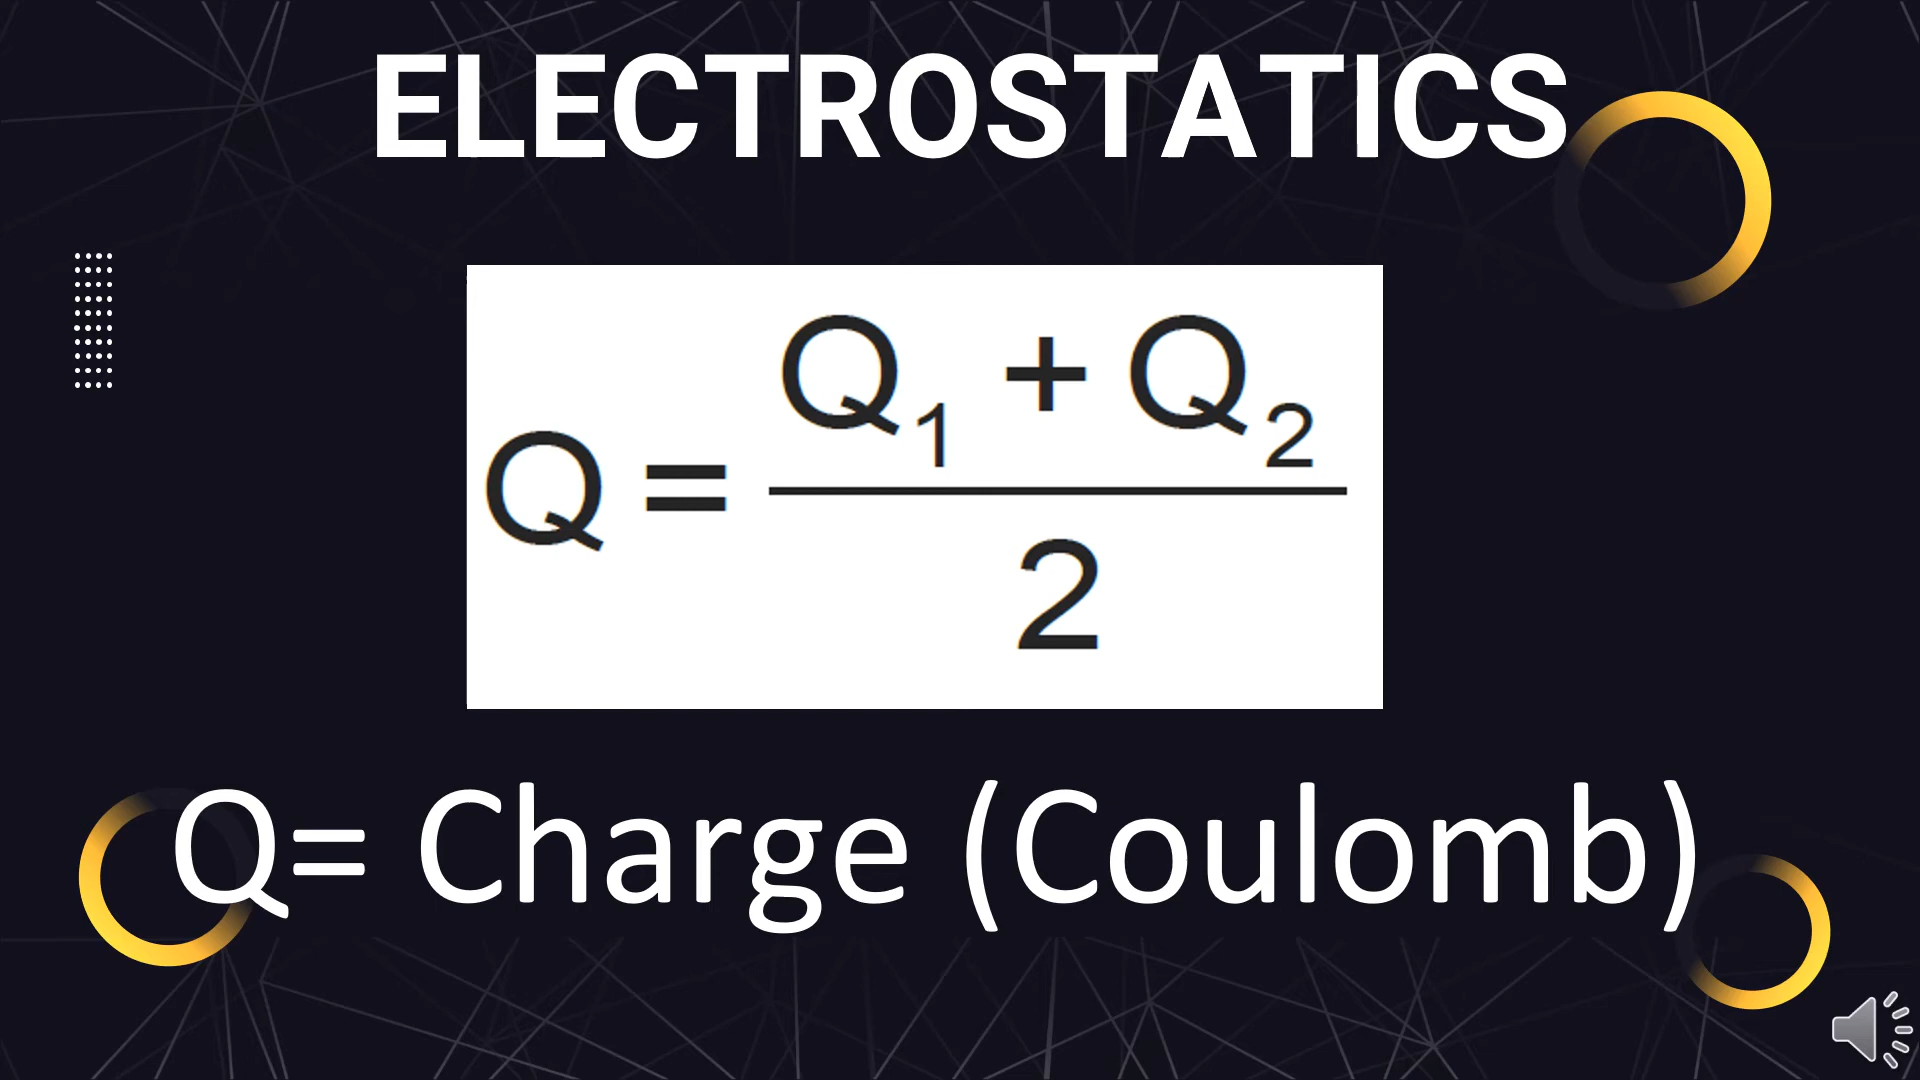 ELECTROSTATICS
Q = Q₁ + Q₂
2
Q= Charge (Coulomb)